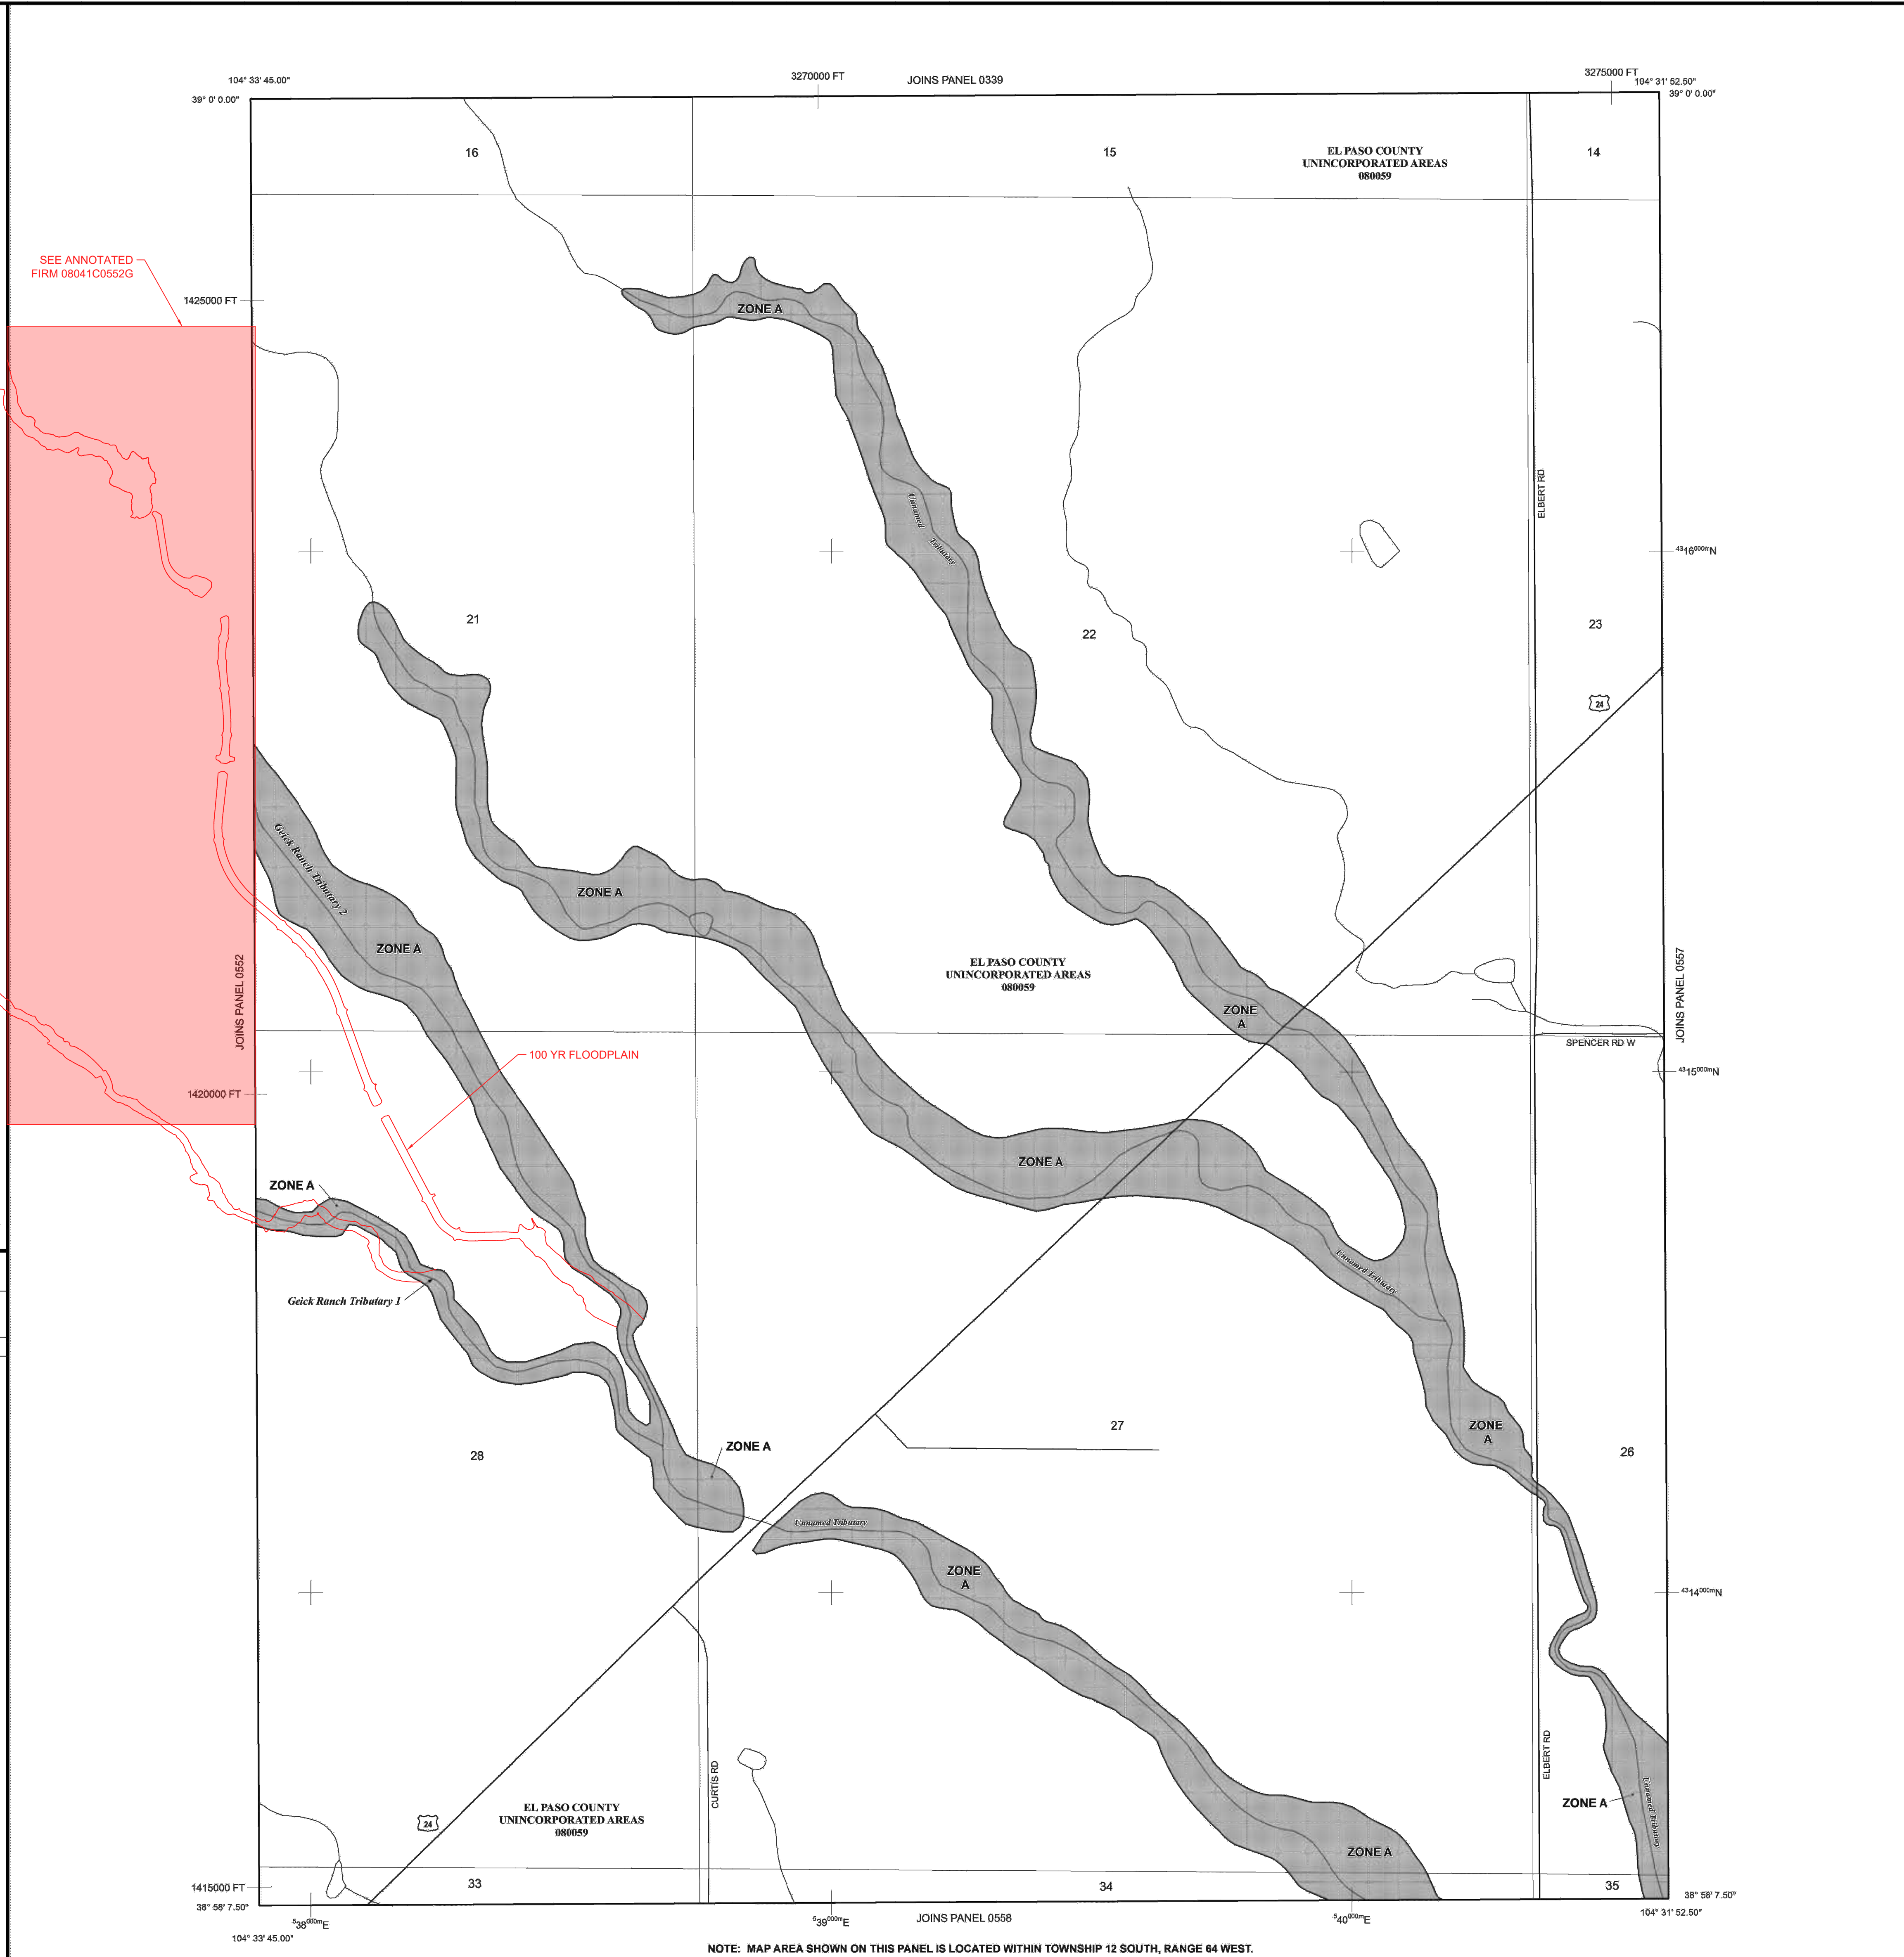 104° 33' 45.00"
3270000 FT
JOINS PANEL 0339
3275000 FT
104° 31' 52.50"
39° 0' 0.00"
39° 0' 0.00"
16
15
EL PASO COUNTY
UNINCORPORATED AREAS
080059
14
SEE ANNOTATED
FIRM 08041C0552G
1425000 FT
ZONE A
ELBERT RD
Unnamed
Tributary
4316000mN
21
22
23
24
Geick Ranch Tributary 2
ZONE A
ZONE A
JOINS PANEL 0552
EL PASO COUNTY
UNINCORPORATED AREAS
080059
JOINS PANEL 0557
ZONE
A
SPENCER RD W
100 YR FLOODPLAIN
4315000mN
1420000 FT
ZONE A
ZONE A
Unnamed Tributary
Geick Ranch Tributary 1
27
ZONE
A
26
28
ZONE A
Unnamed Tributary
ZONE
A
4314000mN
ELBERT RD
CURTIS RD
ZONE A
Unnamed Tributary
EL PASO COUNTY
UNINCORPORATED AREAS
080059
24
ZONE A
33
34
35
1415000 FT
38° 58' 7.50"
38° 58' 7.50"
538000mE
539000mE
JOINS PANEL 0558
540000mE
104° 31' 52.50"
104° 33' 45.00"
NOTE: MAP AREA SHOWN ON THIS PANEL IS LOCATED WITHIN TOWNSHIP 12 SOUTH, RANGE 64 WEST.